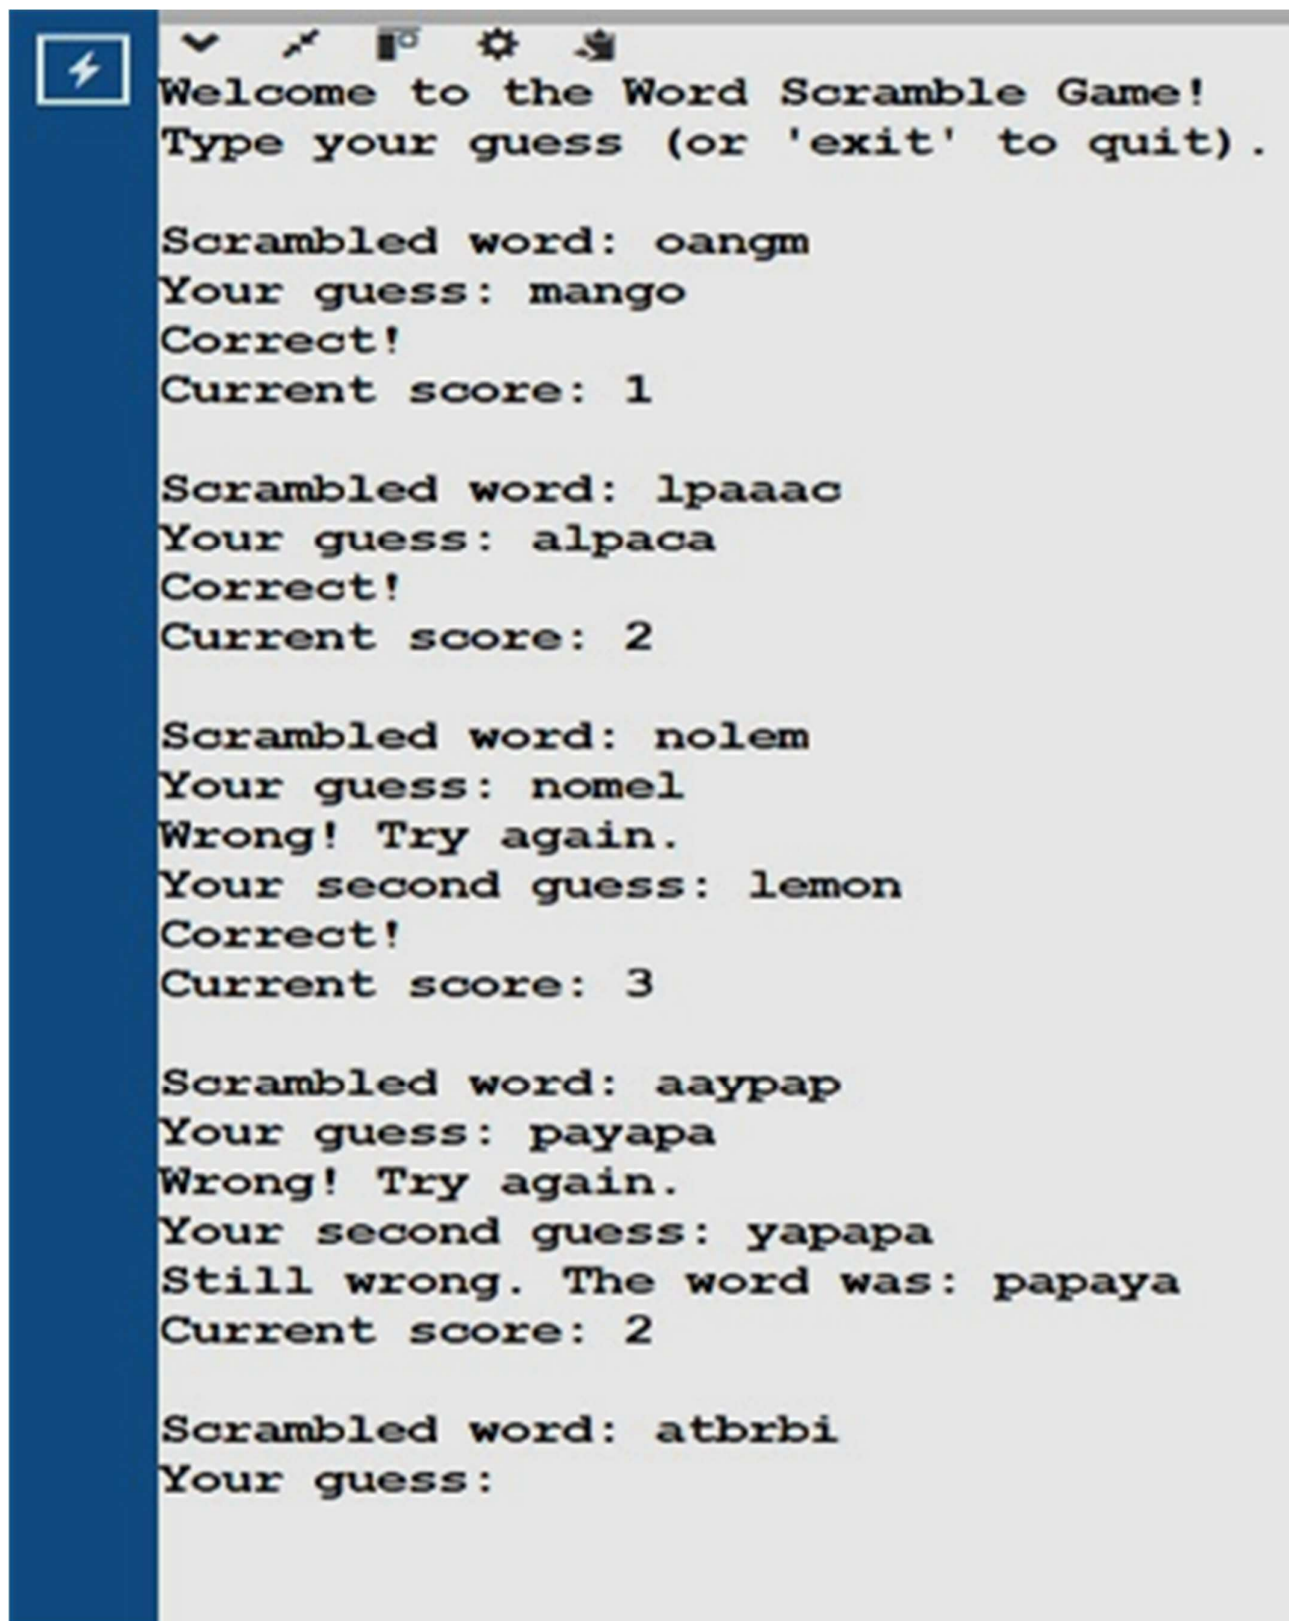 Welcome to the Word Scramble Game!
Type your guess (or 'exit' to quit).
Scrambled word: oangm
Your guess: mango
Correct!
Current score: 1
Scrambled word: lpaaac
Your guess: alpaca
Correct!
Current score: 2
Scrambled word: nolem
Your guess: nomel
Wrong! Try again.
Your second guess: lemon
Correct!
Current score: 3
Scrambled word: aaypap
Your guess: payapa
Wrong! Try again.
Your second guess: yapapa
Still wrong. The word was: papaya
Current score: 2
Scrambled word: atbrbi
Your guess: